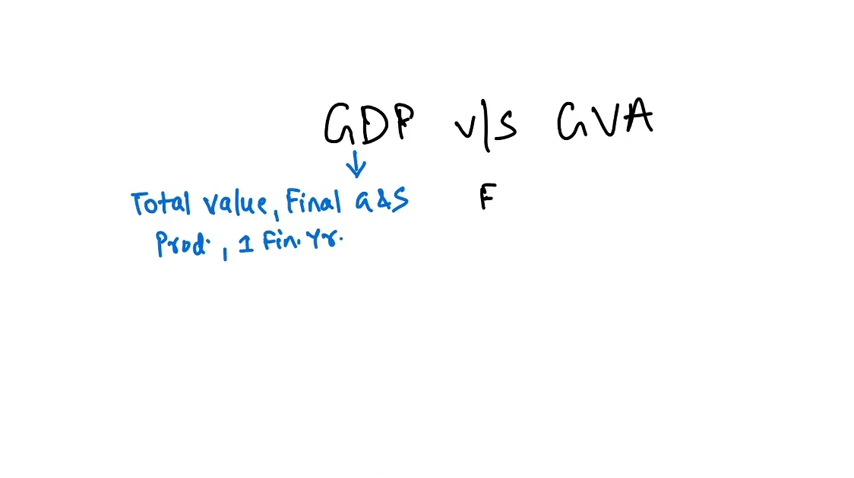 GDP v/s GVA
Total value, Final G&S
F
Prod., 1 Fin. Yr.